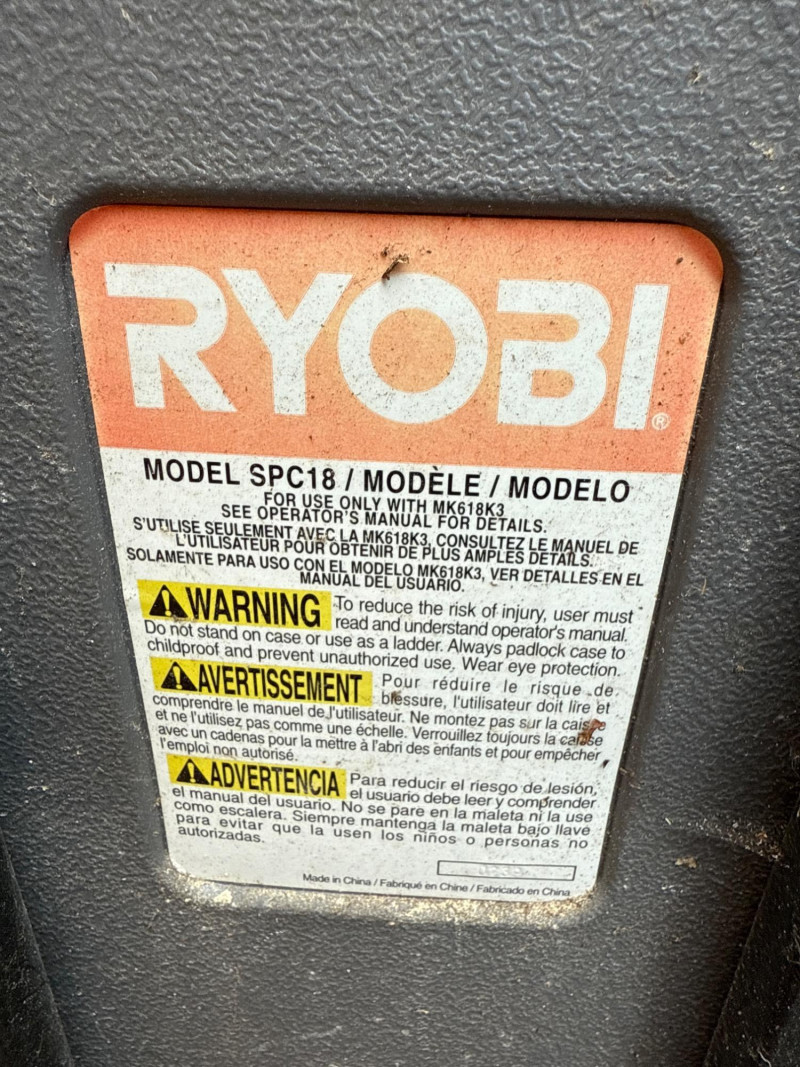 RYOBI®
MODEL SPC18 / MODÈLE / MODELO
FOR USE ONLY WITH MK618K3
SEE OPERATOR'S MANUAL FOR DETAILS.
S'UTILISE SEULEMENT AVEC LA MK618K3, CONSULTEZ LE MANUEL DE
L'UTILISATEUR POUR OBTENIR DE PLUS AMPLES DÉTAILS.
SOLAMENTE PARA USO CON EL MODELO MK618K3, VER DETALLES EN EL
MANUAL DEL USUARIO.
WARNING To reduce the risk of injury, user must
read and understand operator's manual.
Do not stand on case or use as a ladder. Always padlock case to
childproof and prevent unauthorized use. Wear eye protection.
AVERTISSEMENT Pour réduire le risque de
blessure, l'utilisateur doit lire et
comprendre le manuel de l'utilisateur. Ne montez pas sur la caisse
et ne l'utilisez pas comme une échelle. Verrouillez toujours la caisse
avec un cadenas pour la mettre à l'abri des enfants et pour empêcher
l'emploi non autorisé.
ADVERTENCIA Para reducir el riesgo de lesión,
el usuario debe leer y comprender
el manual del usuario. No se pare en la maleta ni la use
como escalera. Siempre mantenga la maleta bajo llave
para evitar que la usen los niños o personas no
autorizadas.
Made in China / Fabriqué en Chine / Fabricado en China